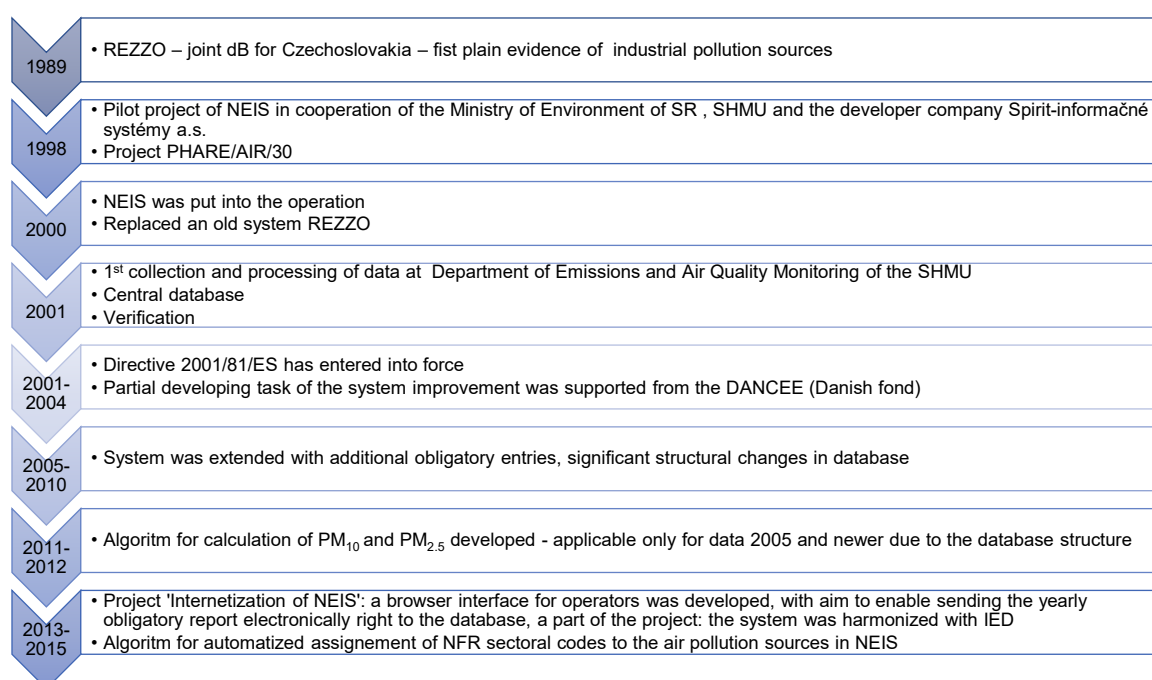 1989
• REZZO – joint dB for Czechoslovakia – fist plain evidence of industrial pollution sources
1998
• Pilot project of NEIS in cooperation of the Ministry of Environment of SR , SHMU and the developer company Spirit-informačné
systémy a.s.
• Project PHARE/AIR/30
2000
• NEIS was put into the operation
• Replaced an old system REZZO
2001
• 1st collection and processing of data at Department of Emissions and Air Quality Monitoring of the SHMU
• Central database
• Verification
2001-
2004
• Directive 2001/81/ES has entered into force
• Partial developing task of the system improvement was supported from the DANCEE (Danish fond)
2005-
2010
• System was extended with additional obligatory entries, significant structural changes in database
2011-
2012
• Algoritm for calculation of PM10 and PM2.5 developed - applicable only for data 2005 and newer due to the database structure
2013-
2015
• Project 'Internetization of NEIS': a browser interface for operators was developed, with aim to enable sending the yearly
obligatory report electronically right to the database, a part of the project: the system was harmonized with IED
• Algoritm for automatized assignement of NFR sectoral codes to the air pollution sources in NEIS